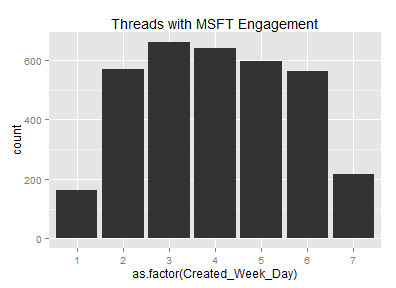 Threads with MSFT Engagement
count
600
400
200
0
1 2 3 4 5 6 7
as.factor(Created_Week_Day)